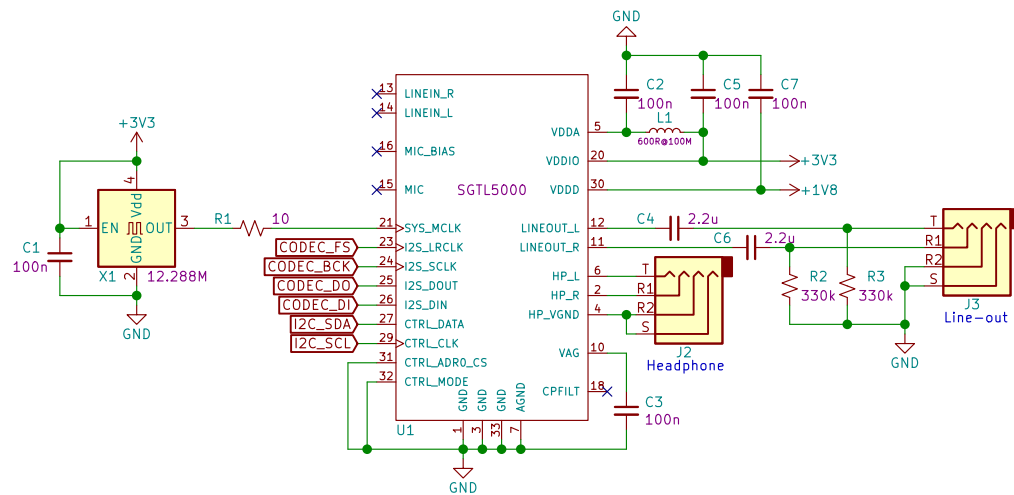 GND
C2
100n
C5
100n
C7
100n
L1
600R@100M
+3V3
+1V8
+3V3
4
Vdd
1
EN
OUT
3
GND
2
X1
12.288M
C1
100n
GND
R1
10
SGTL5000
U1
13
LINEIN_R
14
LINEIN_L
16
MIC_BIAS
15
MIC
21
SYS_MCLK
CODEC_FS
23
I2S_LRCLK
CODEC_BCK
24
I2S_SCLK
CODEC_DO
25
I2S_DOUT
CODEC_DI
26
I2S_DIN
I2C_SDA
27
CTRL_DATA
I2C_SCL
29
CTRL_CLK
31
CTRL_ADR0_CS
32
CTRL_MODE
VDDA
5
VDDIO
20
VDDD
30
LINEOUT_L
12
LINEOUT_R
11
HP_L
6
HP_R
2
HP_VGND
4
VAG
10
CPFILT
18
GND
1
GND
3
GND
33
AGND
7
GND
C3
100n
C4
2.2u
C6
2.2u
T
R1
R2
S
J2
Headphone
R2
330k
R3
330k
T
R1
R2
S
J3
Line-out
GND